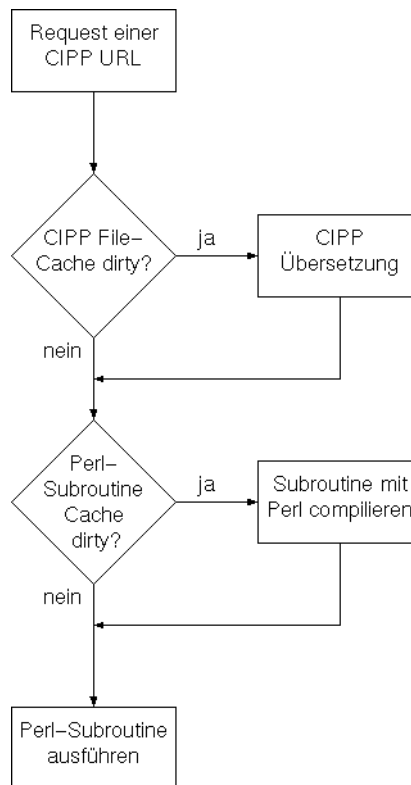 Request einer
CIPP URL
CIPP File-
Cache dirty?
ja
CIPP
Übersetzung
nein
Perl-
Subroutine
Cache
dirty?
ja
Subroutine mit
Perl compilieren
nein
Perl-Subroutine
ausführen